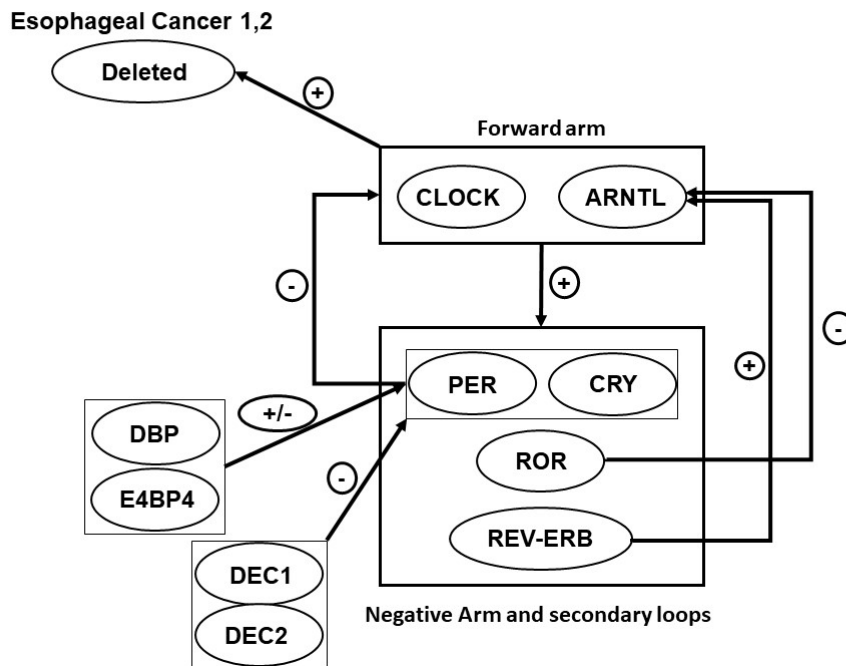 Esophageal Cancer 1,2
Deleted
+
Forward arm
CLOCK
ARNTL
-
+
-
+
PER
CRY
+/-
DBP
E4BP4
-
ROR
REV-ERB
DEC1
DEC2
Negative Arm and secondary loops